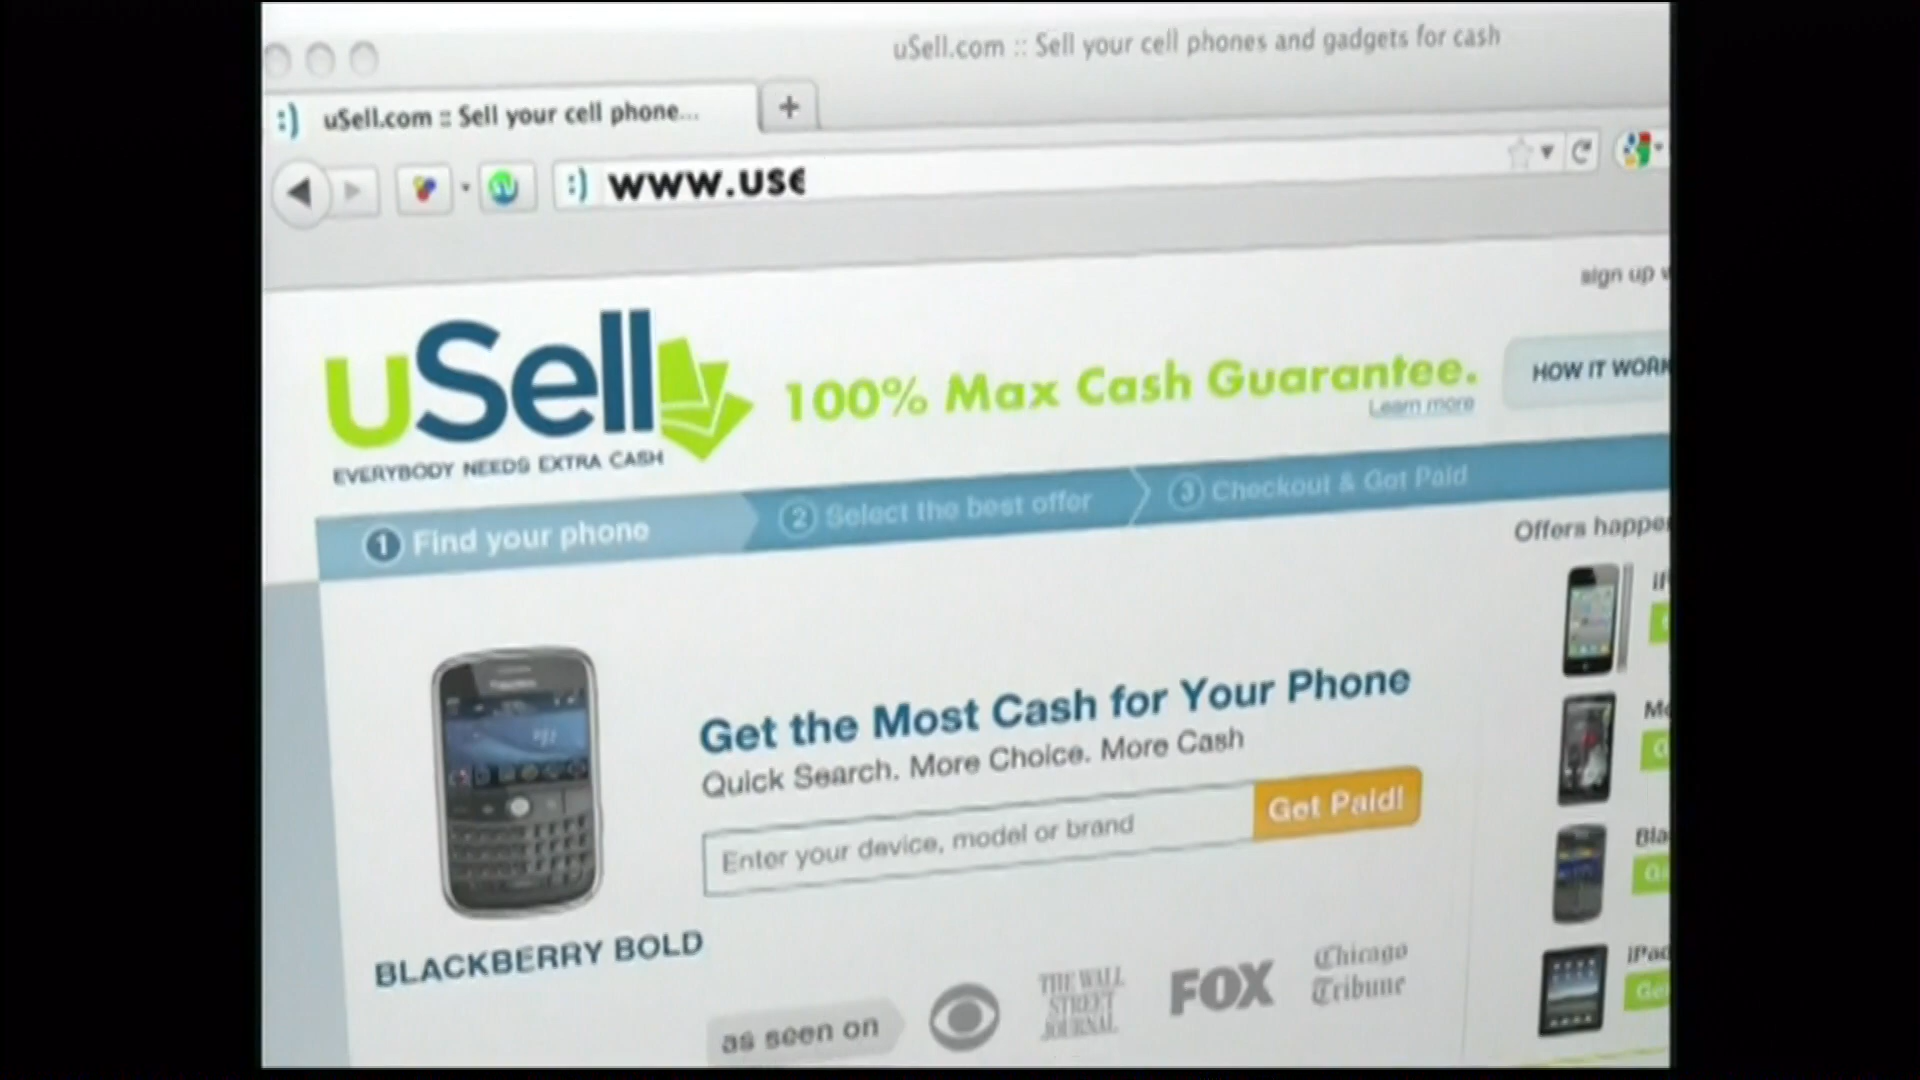 uSell.com :: Sell your cell phones and gadgets for cash
:) uSell.com :: Sell your cell phone...
+
:) www.use
sign up
uSell
EVERYBODY NEEDS EXTRA CASH
100% Max Cash Guarantee.
Learn more
HOW IT WORK
1 Find your phone
2 Select the best offer
3 Checkout & Get Paid
Offers happe
Get the Most Cash for Your Phone
Quick Search. More Choice. More Cash
Enter your device, model or brand
Get Paid!
BLACKBERRY BOLD
Bla
iPad
as seen on
THE WALL
STREET
JOURNAL
FOX
Chicago
Tribune